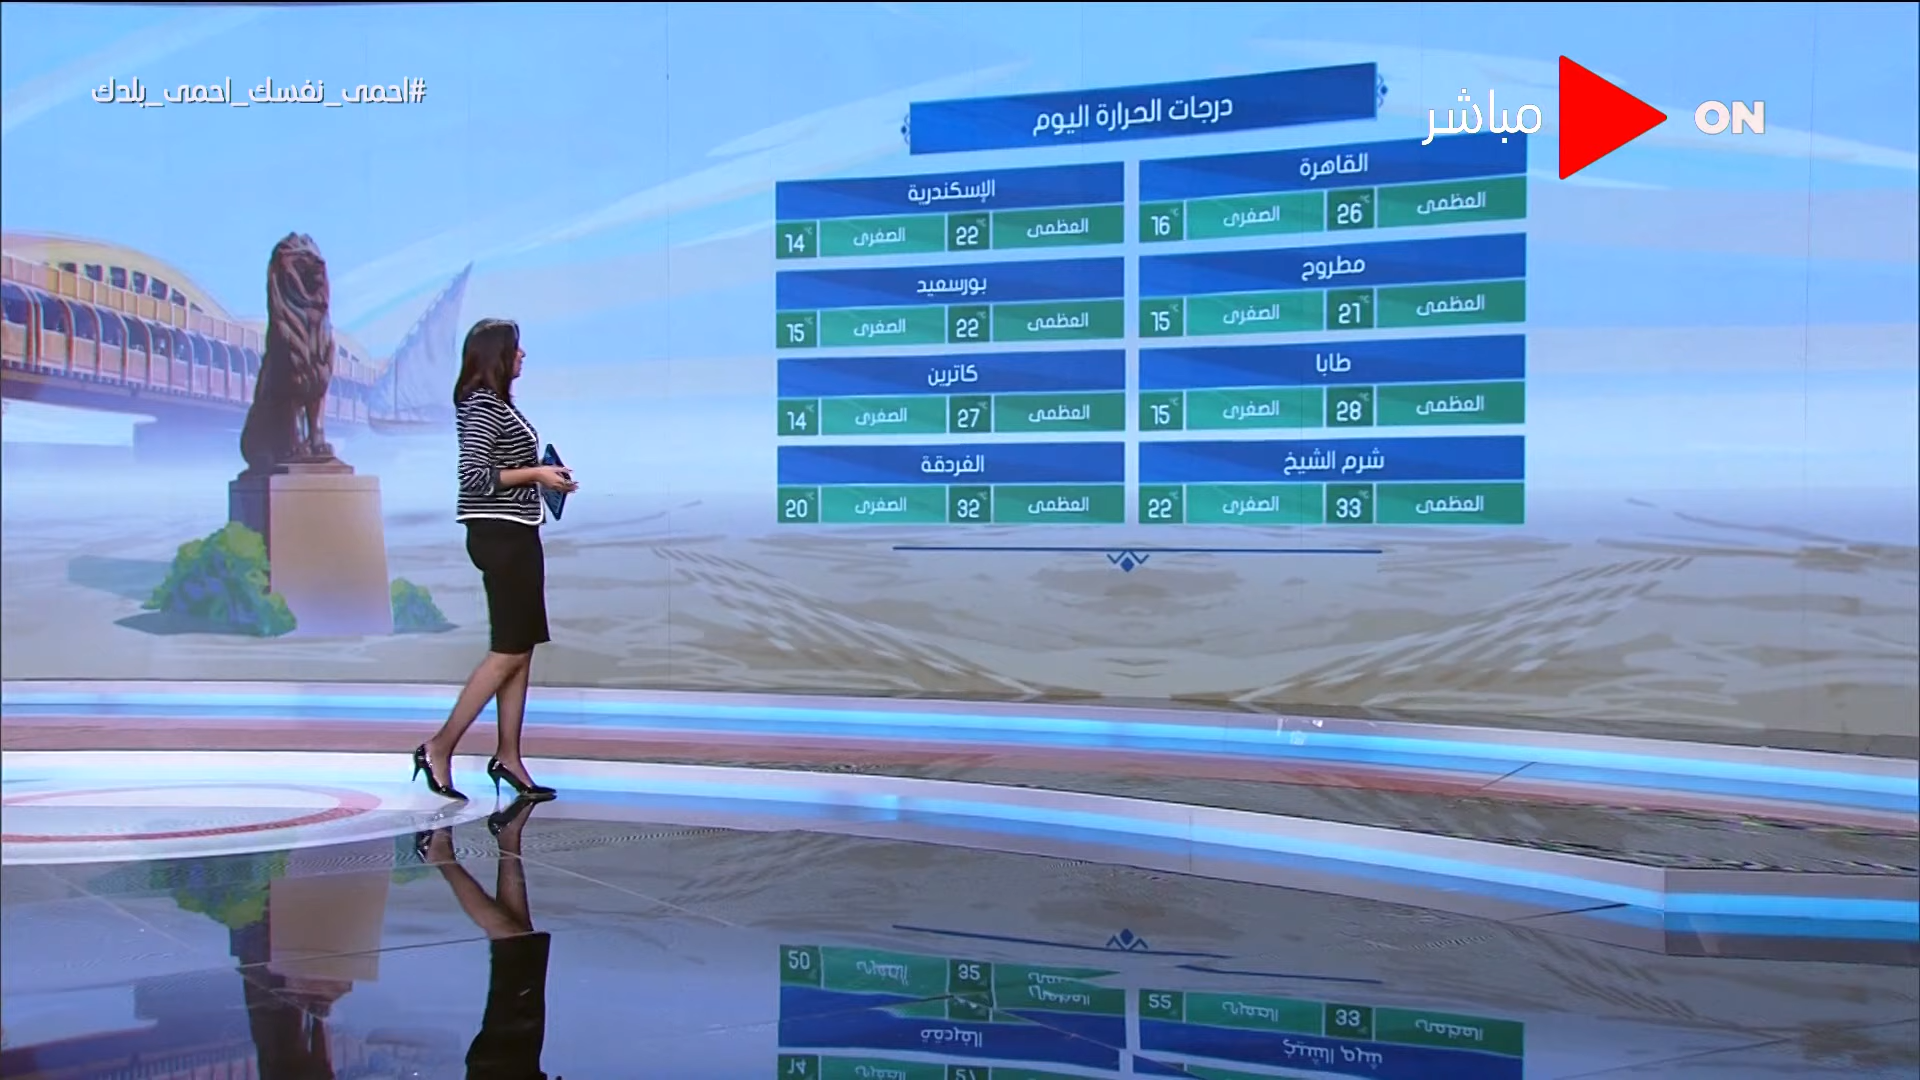 #احمى_نفسك_احمى_بلدك
مباشر ON
درجات الحرارة اليوم
القاهرة
العظمى 26 °C الصغرى 16 °C
الإسكندرية
العظمى 22 °C الصغرى 14 °C
مطروح
العظمى 21 °C الصغرى 15 °C
بورسعيد
العظمى 22 °C الصغرى 15 °C
طابا
العظمى 28 °C الصغرى 15 °C
كاترين
العظمى 27 °C الصغرى 14 °C
شرم الشيخ
العظمى 33 °C الصغرى 22 °C
الغردقة
العظمى 32 °C الصغرى 20 °C